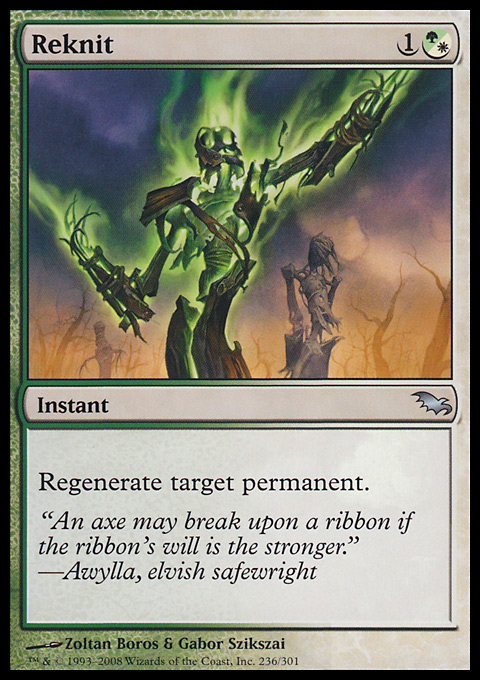 Reknit 1
Instant
Regenerate target permanent.
“An axe may break upon a ribbon if
the ribbon’s will is the stronger.”
—Awylla, elvish safewright
Zoltan Boros & Gabor Szikszai
™ & © 1993–2008 Wizards of the Coast, Inc. 236/301